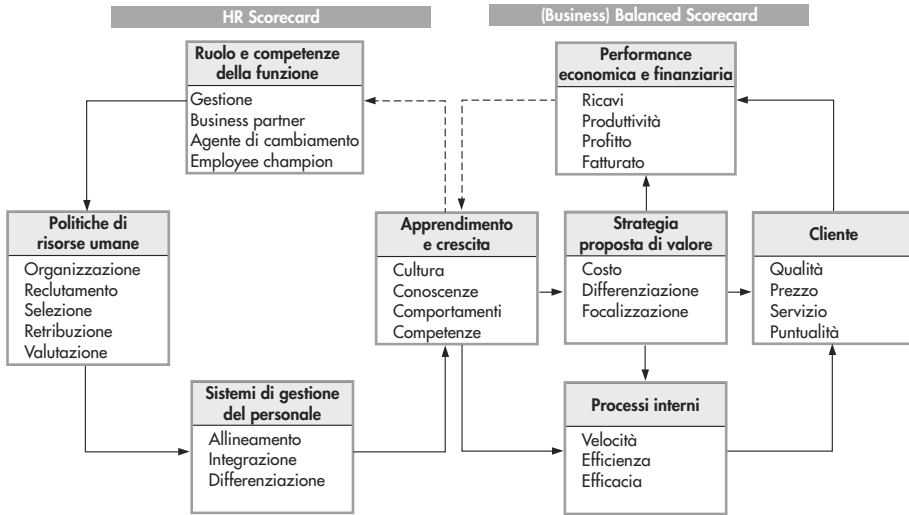 HR Scorecard
(Business) Balanced Scorecard
Ruolo e competenze
della funzione
Gestione
Business partner
Agente di cambiamento
Employee champion
Performance
economica e finanziaria
Ricavi
Produttività
Profitto
Fatturato
Politiche di
risorse umane
Organizzazione
Reclutamento
Selezione
Retribuzione
Valutazione
Apprendimento
e crescita
Cultura
Conoscenze
Comportamenti
Competenze
Strategia
proposta di valore
Costo
Differenziazione
Focalizzazione
Cliente
Qualità
Prezzo
Servizio
Puntualità
Sistemi di gestione
del personale
Allineamento
Integrazione
Differenziazione
Processi interni
Velocità
Efficienza
Efficacia